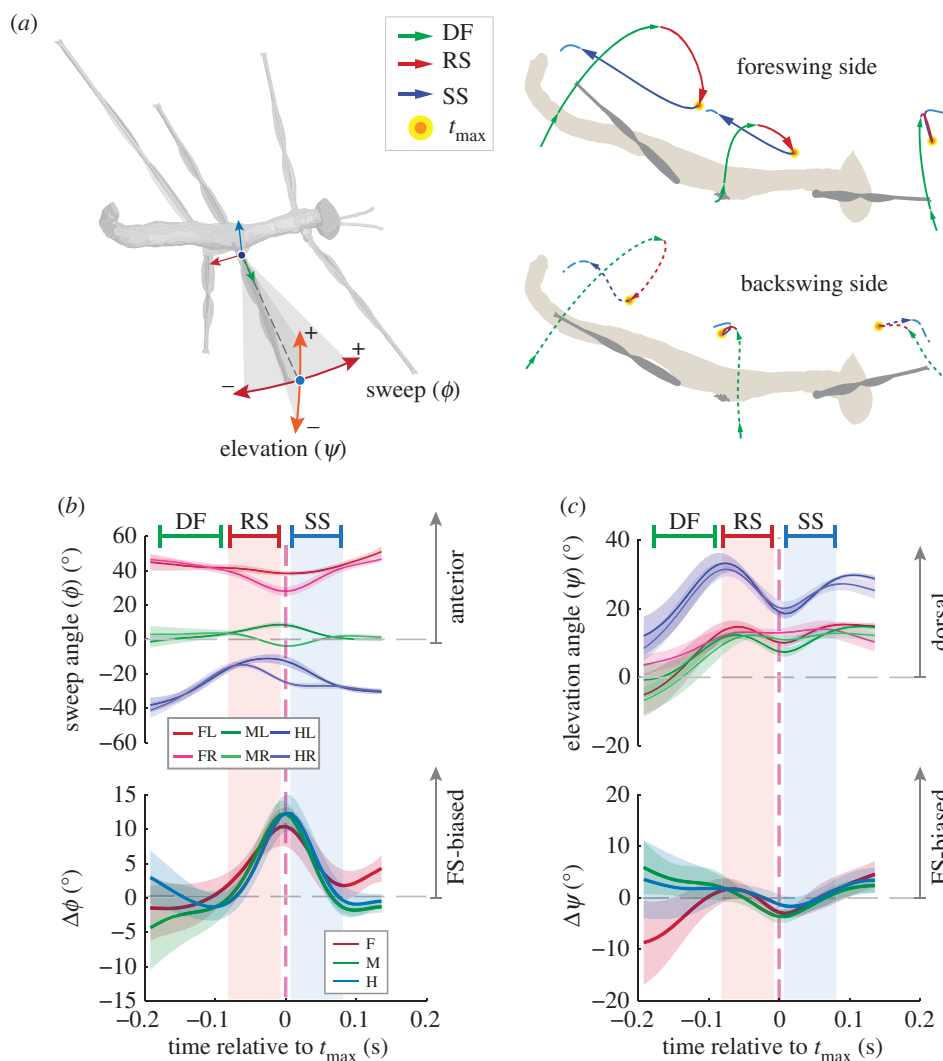 (a)
DF
RS
SS
tmax
foreswing side
backswing side
+
+
−
sweep (ϕ)
−
elevation (ψ)
(b)
DF RS SS
60
40
20
0
−20
−40
−60
sweep angle (ϕ) (°)
anterior
FL ML HL
FR MR HR
15
10
5
0
−5
−10
−15
Δϕ (°)
FS-biased
F
M
H
−0.2 −0.1 0 0.1 0.2
time relative to tmax (s)
(c)
DF RS SS
40
20
0
−20
elevation angle (ψ) (°)
dorsal
20
10
0
−10
−20
Δψ (°)
FS-biased
−0.2 −0.1 0 0.1 0.2
time relative to tmax (s)